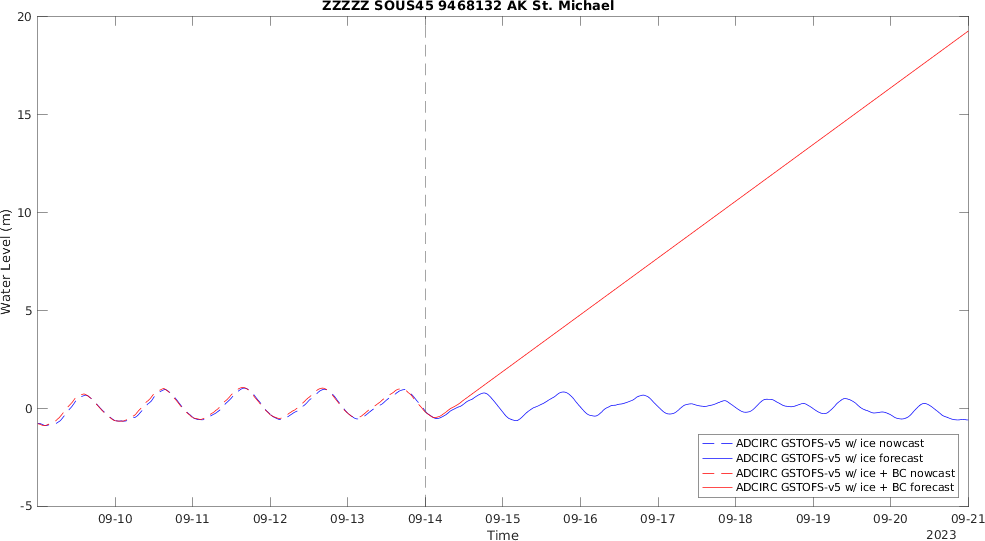 ZZZZZ SOUS45 9468132 AK St. Michael
20
15
10
5
0
-5
Water Level (m)
09-10 09-11 09-12 09-13 09-14 09-15 09-16 09-17 09-18 09-19 09-20 09-21
Time
2023
ADCIRC GSTOFS-v5 w/ ice nowcast
ADCIRC GSTOFS-v5 w/ ice forecast
ADCIRC GSTOFS-v5 w/ ice + BC nowcast
ADCIRC GSTOFS-v5 w/ ice + BC forecast